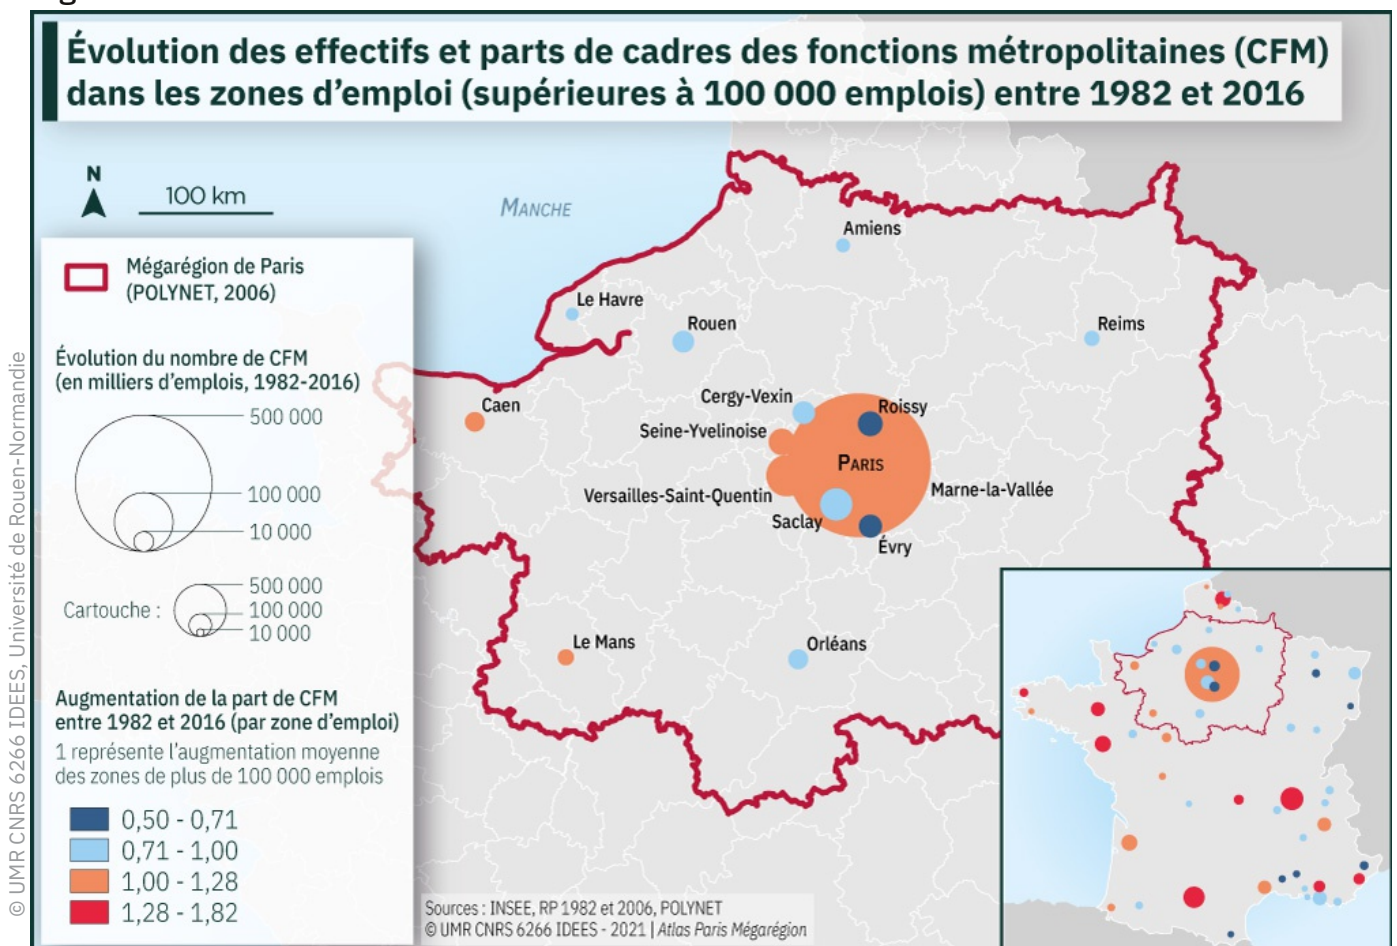 Évolution des effectifs et parts de cadres des fonctions métropolitaines (CFM)
dans les zones d'emploi (supérieures à 100 000 emplois) entre 1982 et 2016
N
100 km
MANCHE
Mégarégion de Paris
(POLYNET, 2006)
Évolution du nombre de CFM
(en milliers d'emplois, 1982-2016)
500 000
100 000
10 000
Cartouche :
500 000
100 000
10 000
Augmentation de la part de CFM
entre 1982 et 2016 (par zone d'emploi)
1 représente l'augmentation moyenne
des zones de plus de 100 000 emplois
0,50 - 0,71
0,71 - 1,00
1,00 - 1,28
1,28 - 1,82
Amiens
Le Havre
Rouen
Reims
Cergy-Vexin
Roissy
Caen
Seine-Yvelinoise
PARIS
Versailles-Saint-Quentin
Marne-la-Vallée
Saclay
Évry
Le Mans
Orléans
Sources : INSEE, RP 1982 et 2006, POLYNET
© UMR CNRS 6266 IDEES - 2021 | Atlas Paris Mégarégion
© UMR CNRS 6266 IDEES, Université de Rouen-Normandie